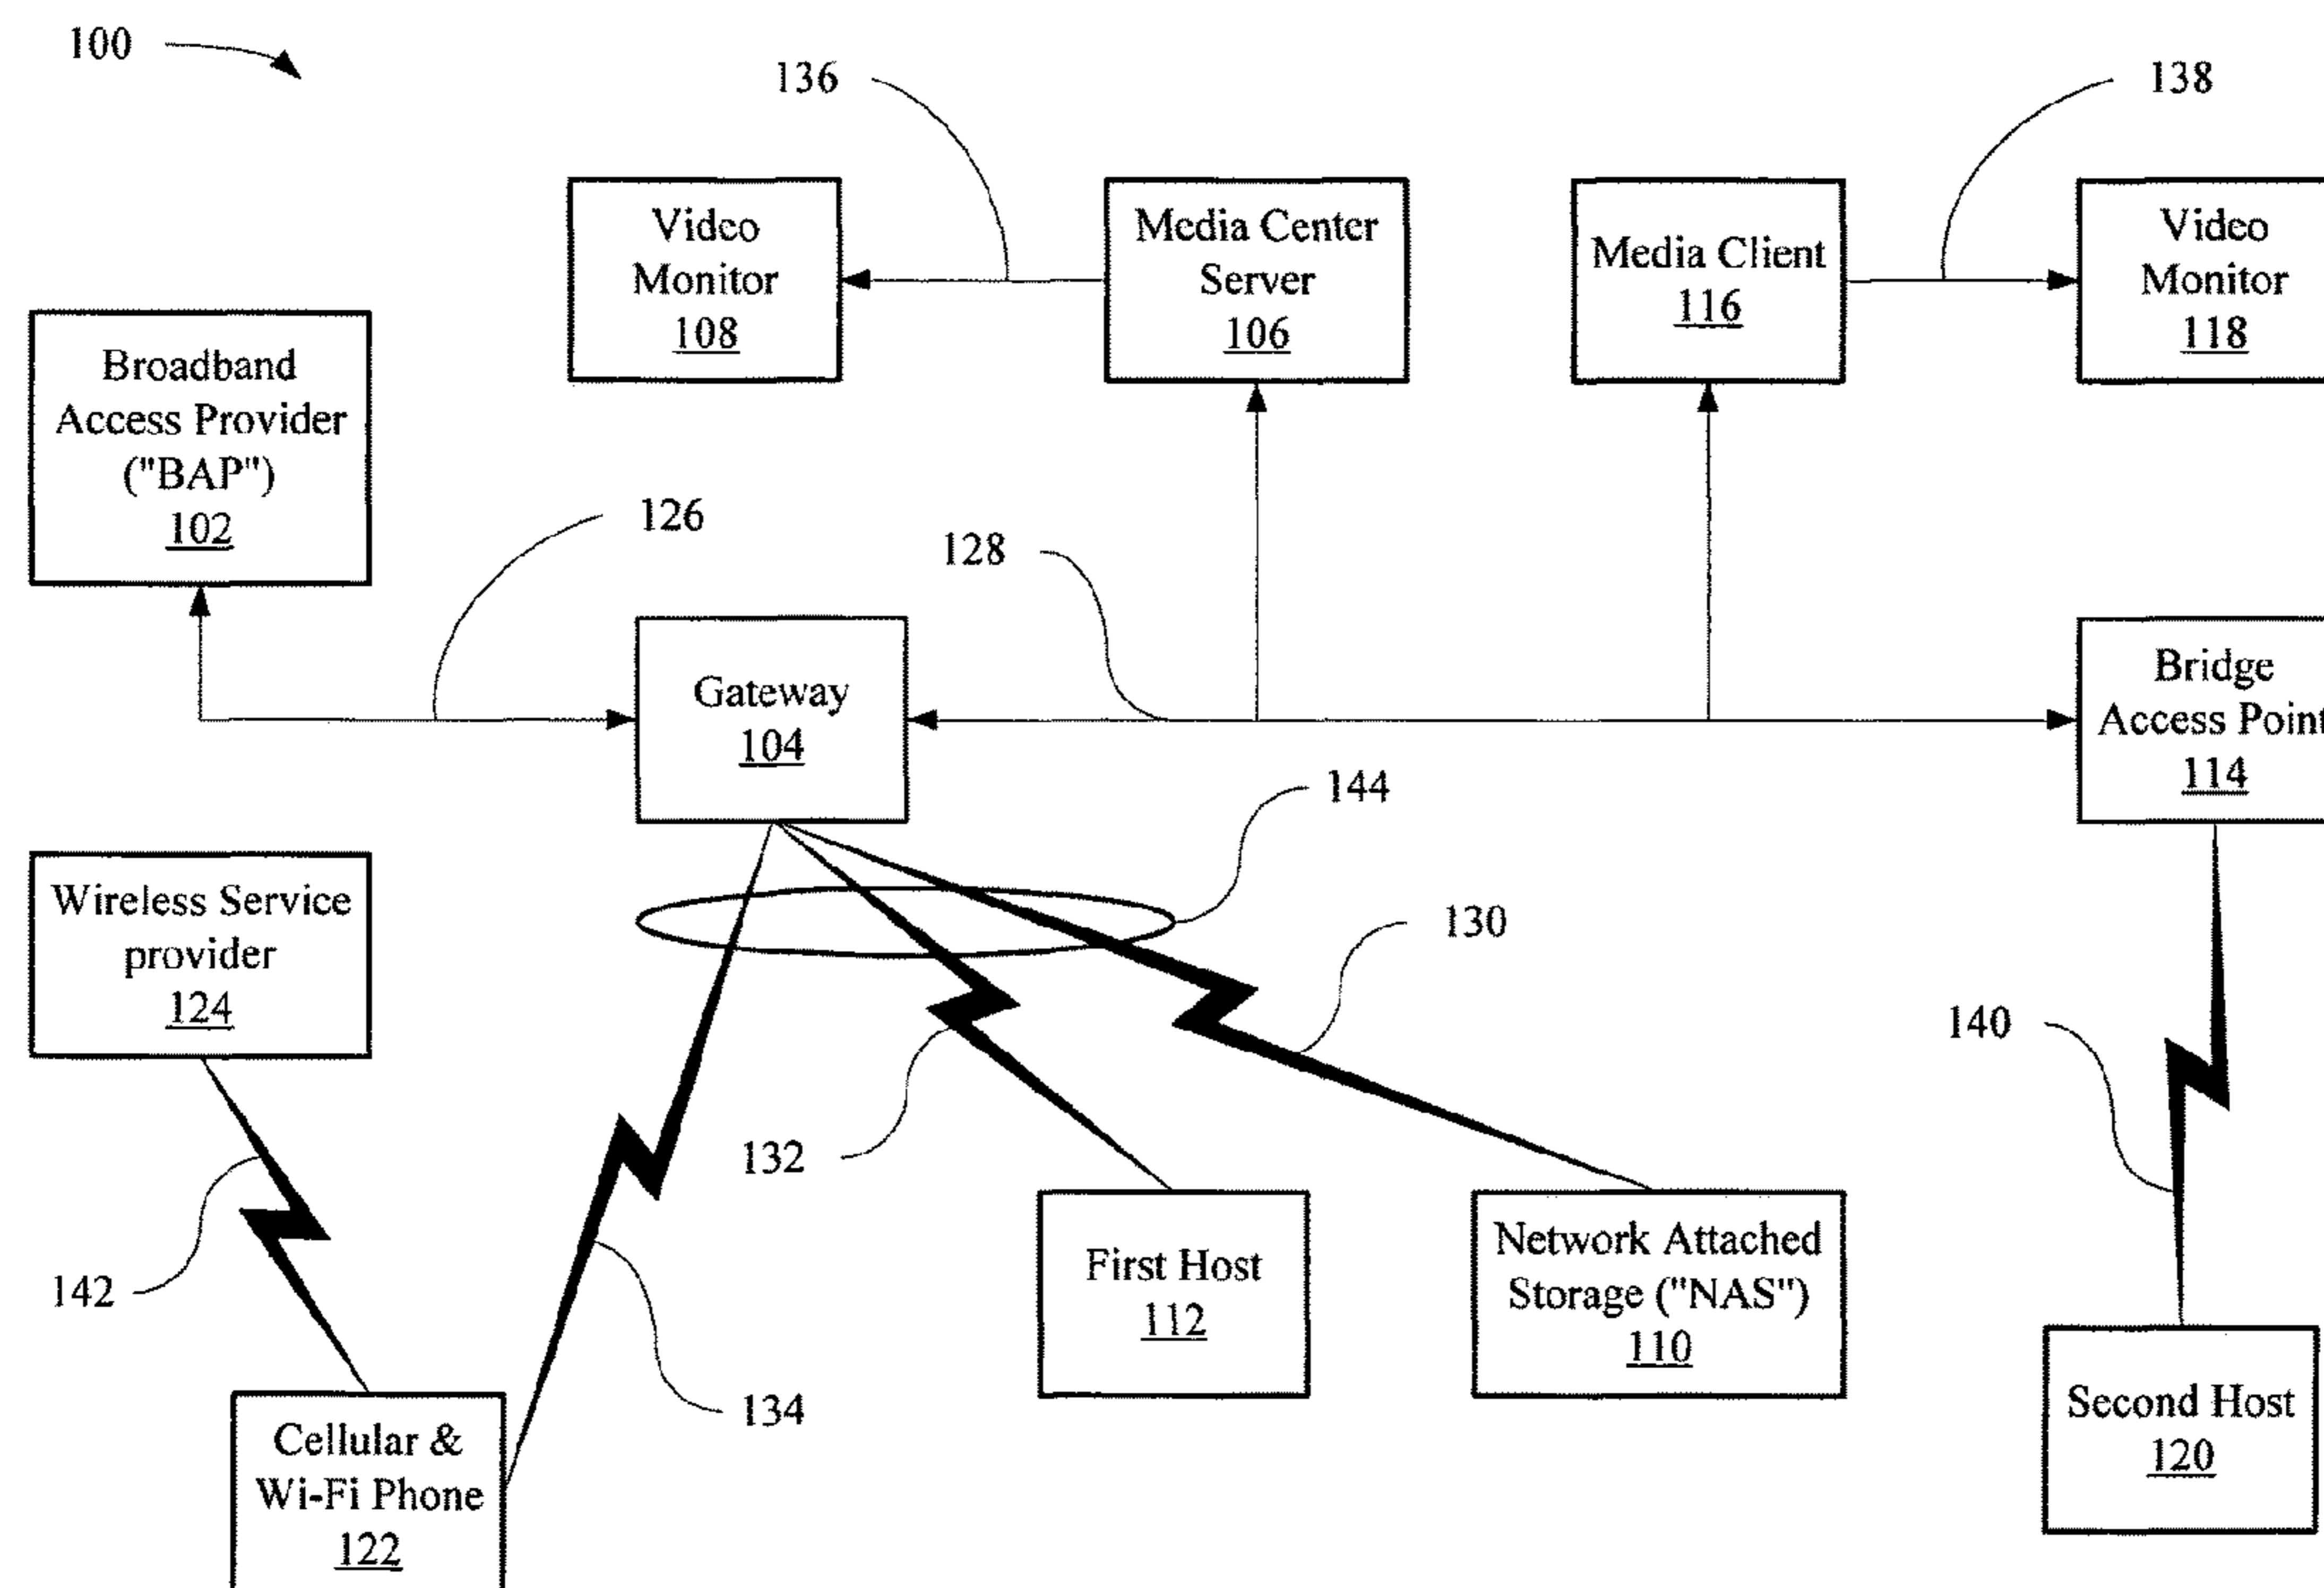 100
136
138
Video
Monitor
108
Media Center
Server
106
Media Client
116
Video
Monitor
118
Broadband
Access Provider
("BAP")
102
126
128
Gateway
104
Bridge
Access Point
114
144
Wireless Service
provider
124
130
140
132
142
134
First Host
112
Network Attached
Storage ("NAS")
110
Second Host
120
Cellular &
Wi-Fi Phone
122